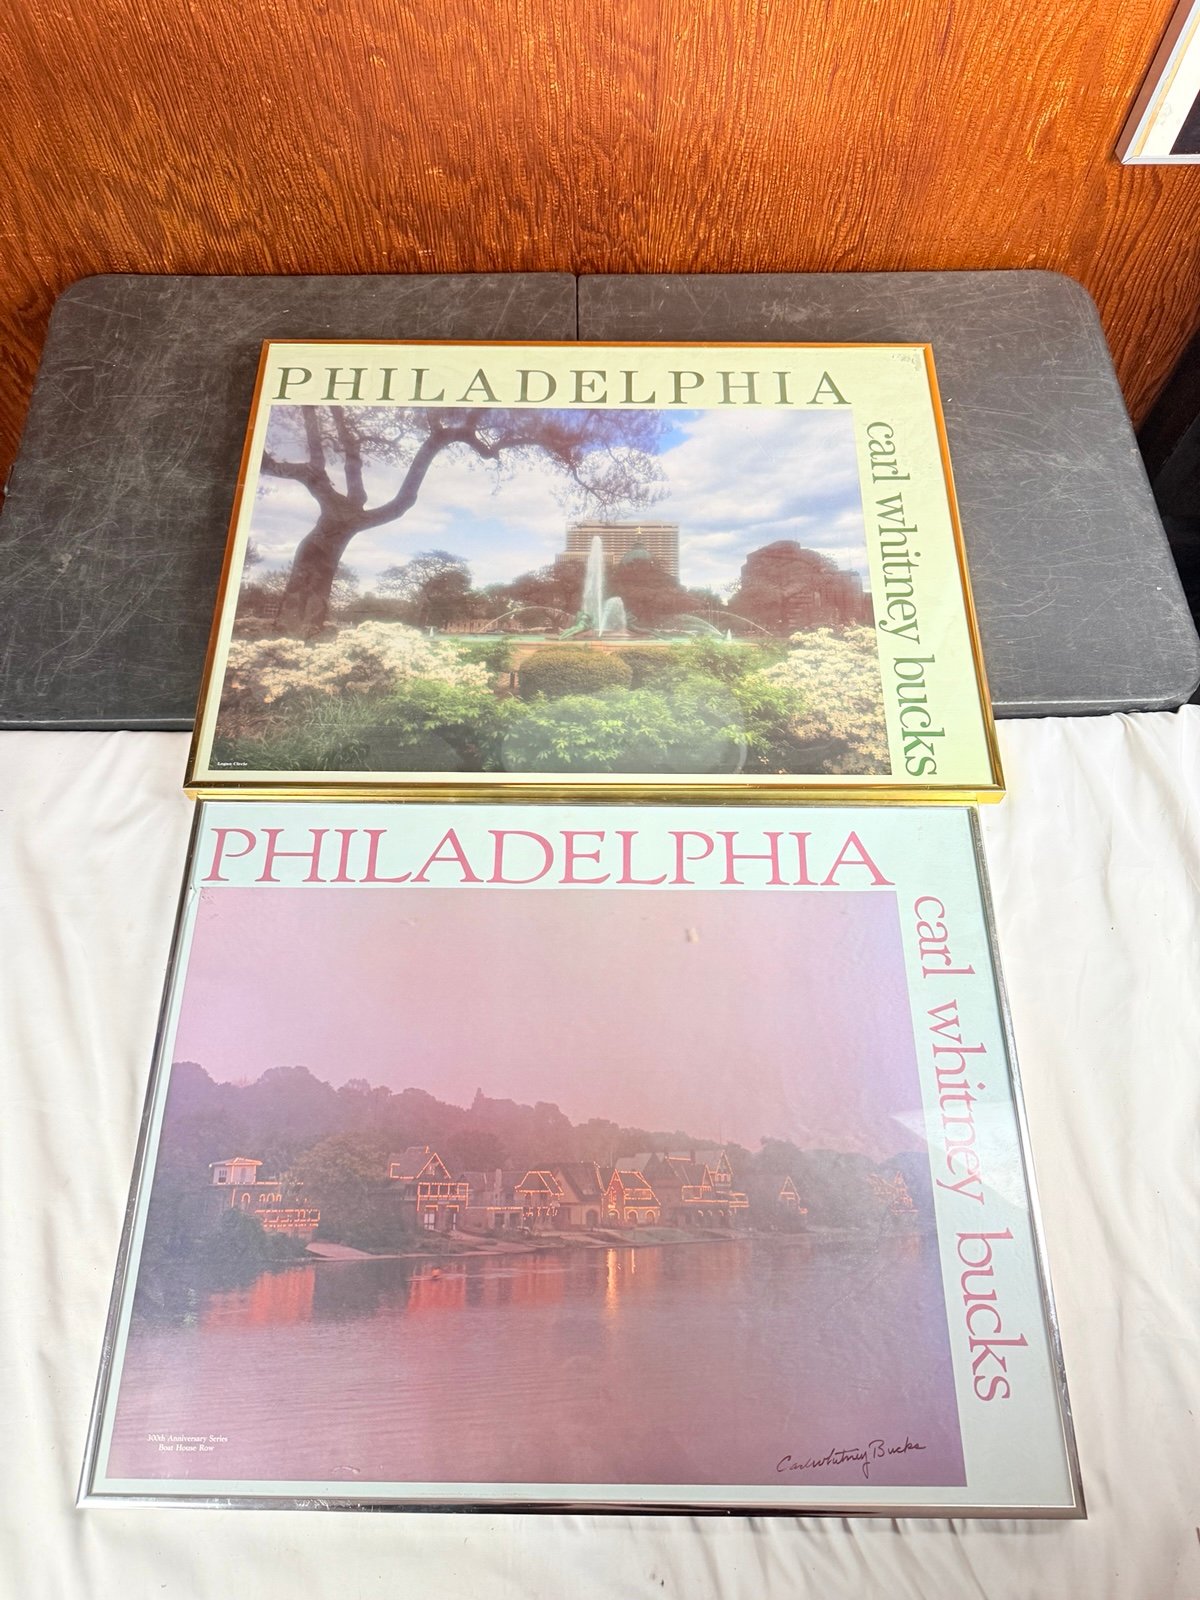 PHILADELPHIA
carl whitney bucks
Logan Circle
PHILADELPHIA
carl whitney bucks
300th Anniversary Series
Boat House Row
Carl Whitney Bucks